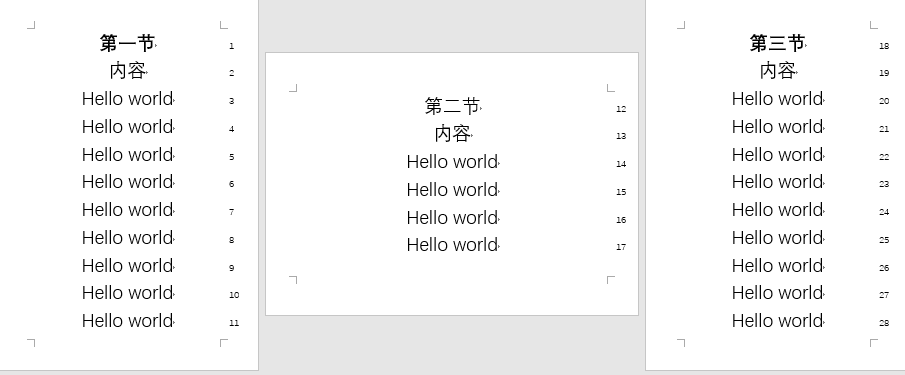 第一节 1
内容 2
Hello world 3
Hello world 4
Hello world 5
Hello world 6
Hello world 7
Hello world 8
Hello world 9
Hello world 10
Hello world 11
第二节 12
内容 13
Hello world 14
Hello world 15
Hello world 16
Hello world 17
第三节 18
内容 19
Hello world 20
Hello world 21
Hello world 22
Hello world 23
Hello world 24
Hello world 25
Hello world 26
Hello world 27
Hello world 28